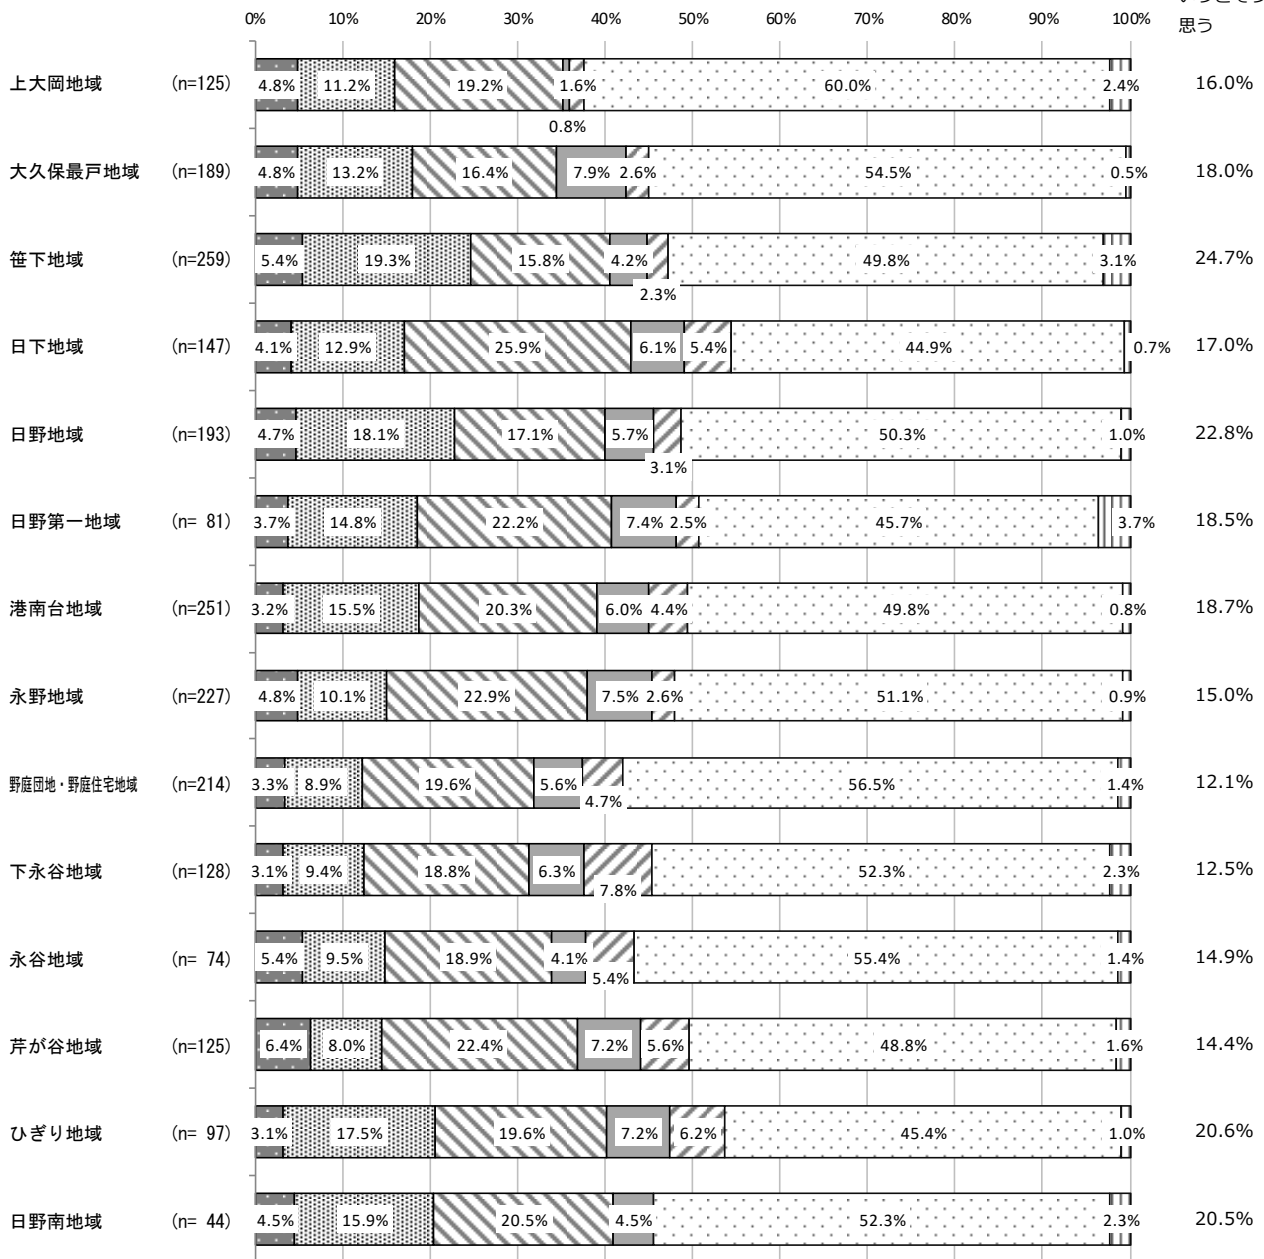 0% 10% 20% 30% 40% 50% 60% 70% 80% 90% 100%
思う
上大岡地域 (n=125) 4.8% 11.2% 19.2% 1.6% 60.0% 2.4% 16.0%
0.8%
大久保最戸地域 (n=189) 4.8% 13.2% 16.4% 7.9% 2.6% 54.5% 0.5% 18.0%
笹下地域 (n=259) 5.4% 19.3% 15.8% 4.2% 49.8% 3.1% 24.7%
2.3%
日下地域 (n=147) 4.1% 12.9% 25.9% 6.1% 5.4% 44.9% 0.7% 17.0%
日野地域 (n=193) 4.7% 18.1% 17.1% 5.7% 50.3% 1.0% 22.8%
3.1%
日野第一地域 (n= 81) 3.7% 14.8% 22.2% 7.4% 2.5% 45.7% 3.7% 18.5%
港南台地域 (n=251) 3.2% 15.5% 20.3% 6.0% 4.4% 49.8% 0.8% 18.7%
永野地域 (n=227) 4.8% 10.1% 22.9% 7.5% 2.6% 51.1% 0.9% 15.0%
野庭団地・野庭住宅地域 (n=214) 3.3% 8.9% 19.6% 5.6% 56.5% 1.4% 12.1%
4.7%
下永谷地域 (n=128) 3.1% 9.4% 18.8% 6.3% 52.3% 2.3% 12.5%
7.8%
永谷地域 (n= 74) 5.4% 9.5% 18.9% 4.1% 55.4% 1.4% 14.9%
5.4%
芹が谷地域 (n=125) 6.4% 8.0% 22.4% 7.2% 5.6% 48.8% 1.6% 14.4%
ひぎり地域 (n= 97) 3.1% 17.5% 19.6% 7.2% 6.2% 45.4% 1.0% 20.6%
日野南地域 (n= 44) 4.5% 15.9% 20.5% 4.5% 52.3% 2.3% 20.5%